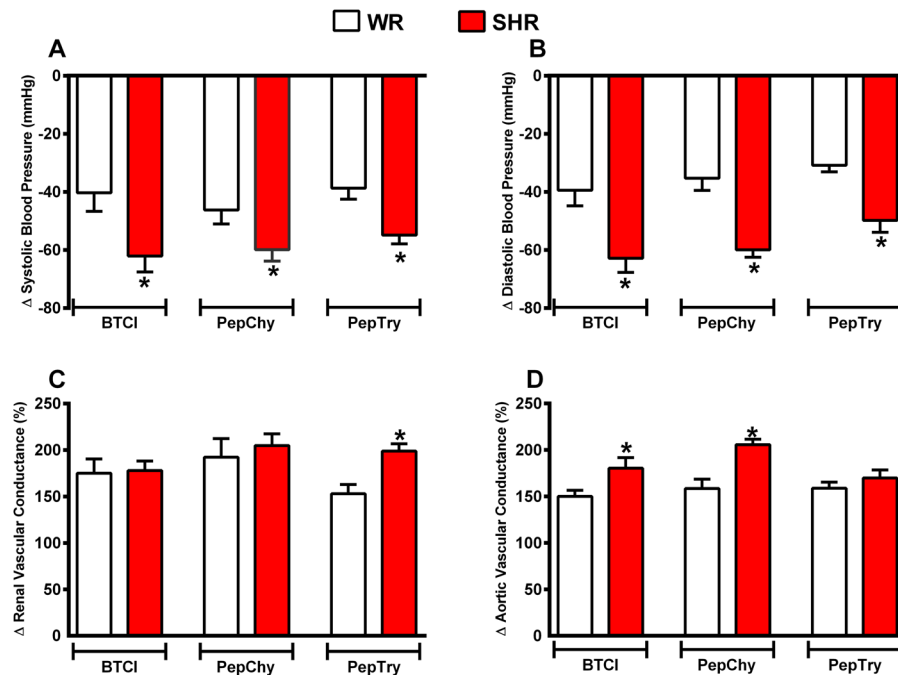 WR SHR
A
Δ Systolic Blood Pressure (mmHg)
0
-20
-40
-60
-80
* * *
BTCI PepChy PepTry
B
Δ Diastolic Blood Pressure (mmHg)
0
-20
-40
-60
-80
* * *
BTCI PepChy PepTry
C
Δ Renal Vascular Conductance (%)
250
200
150
100
50
0
*
BTCI PepChy PepTry
D
Δ Aortic Vascular Conductance (%)
250
200
150
100
50
0
* *
BTCI PepChy PepTry